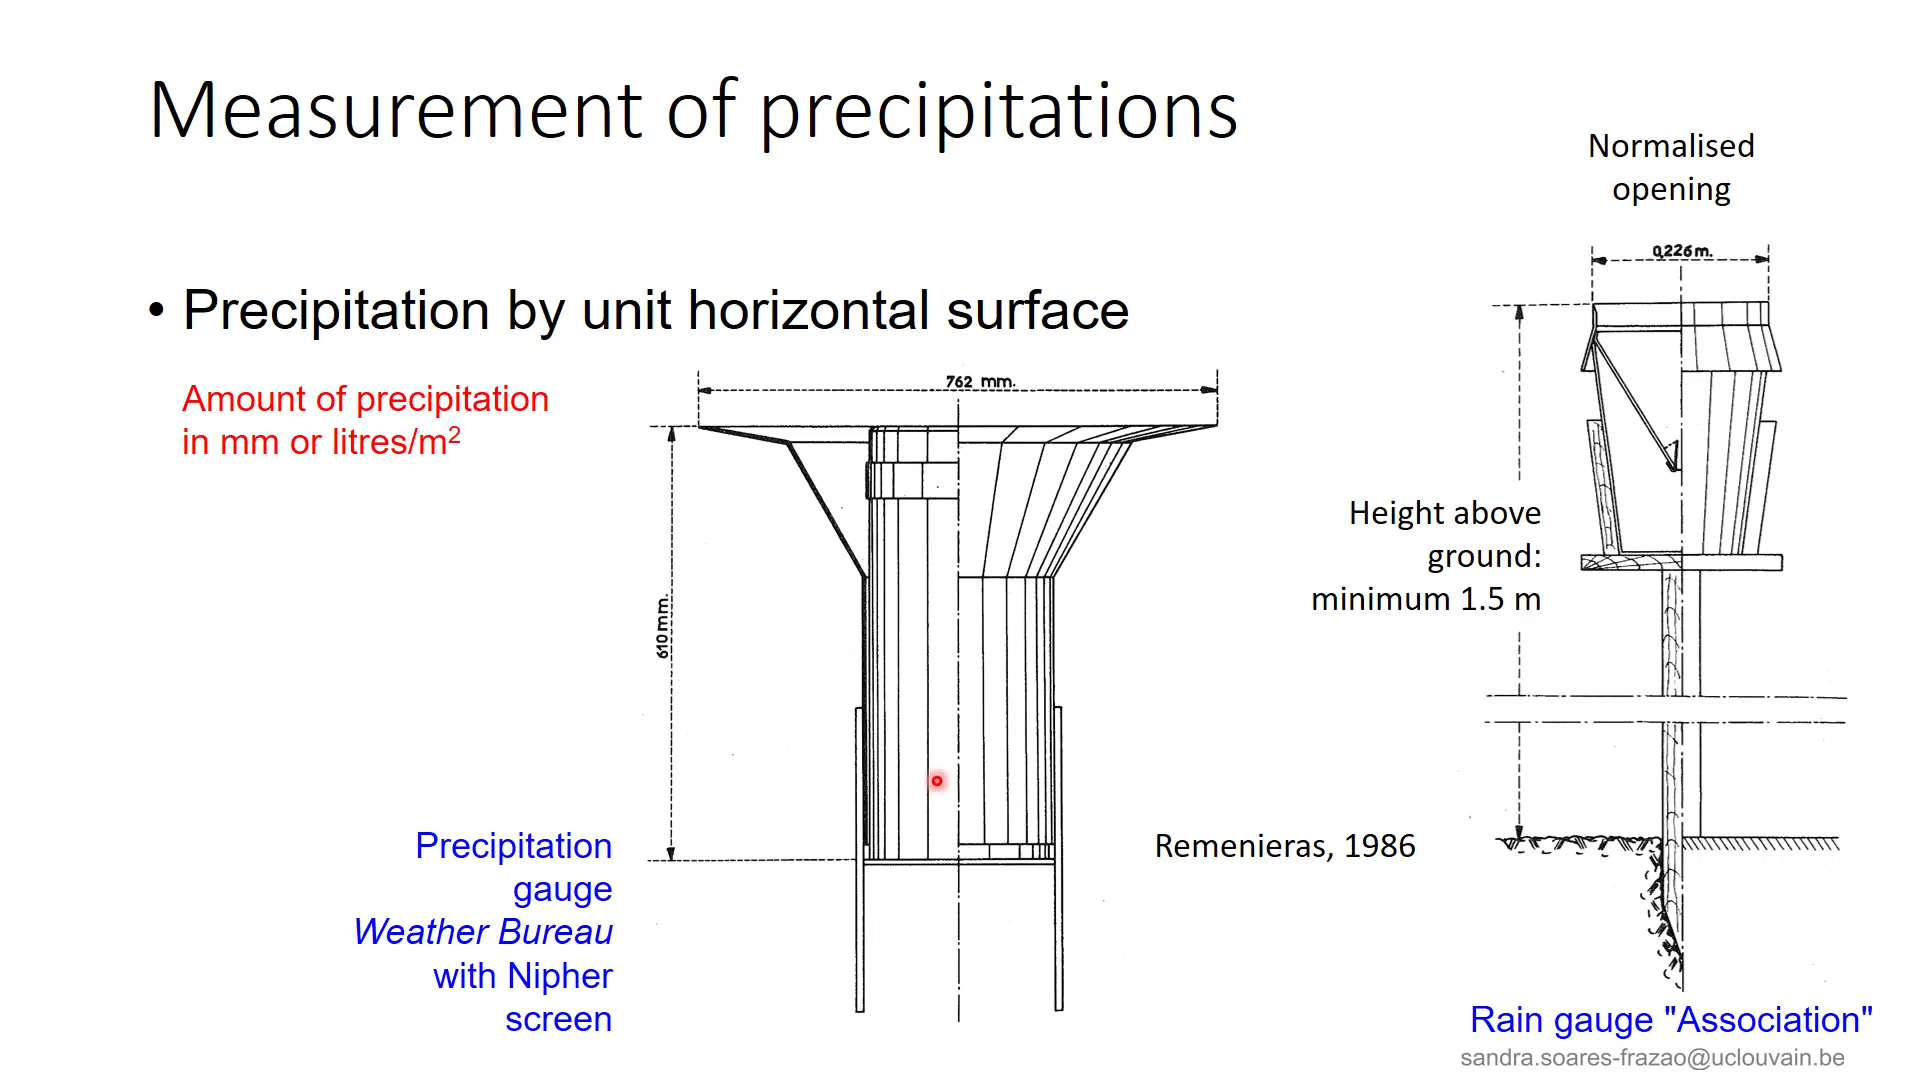 Measurement of precipitations
Normalised
opening
0,226 m.
• Precipitation by unit horizontal surface
762 mm.
Amount of precipitation
in mm or litres/m²
Height above
ground:
minimum 1.5 m
610 mm.
Precipitation
gauge
Weather Bureau
with Nipher
screen
Remenieras, 1986
Rain gauge "Association"
sandra.soares-frazao@uclouvain.be